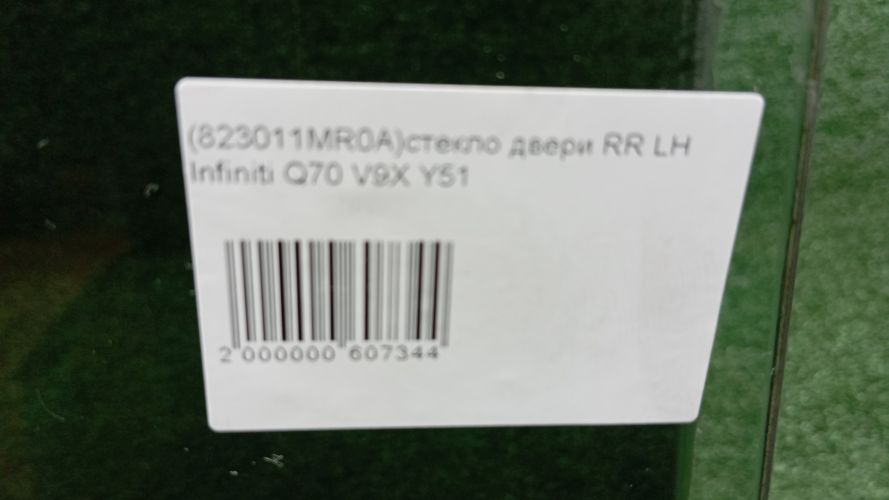 (823011MR0A)стекло двери RR LH
Infiniti Q70 V9X Y51
2 000000 607344